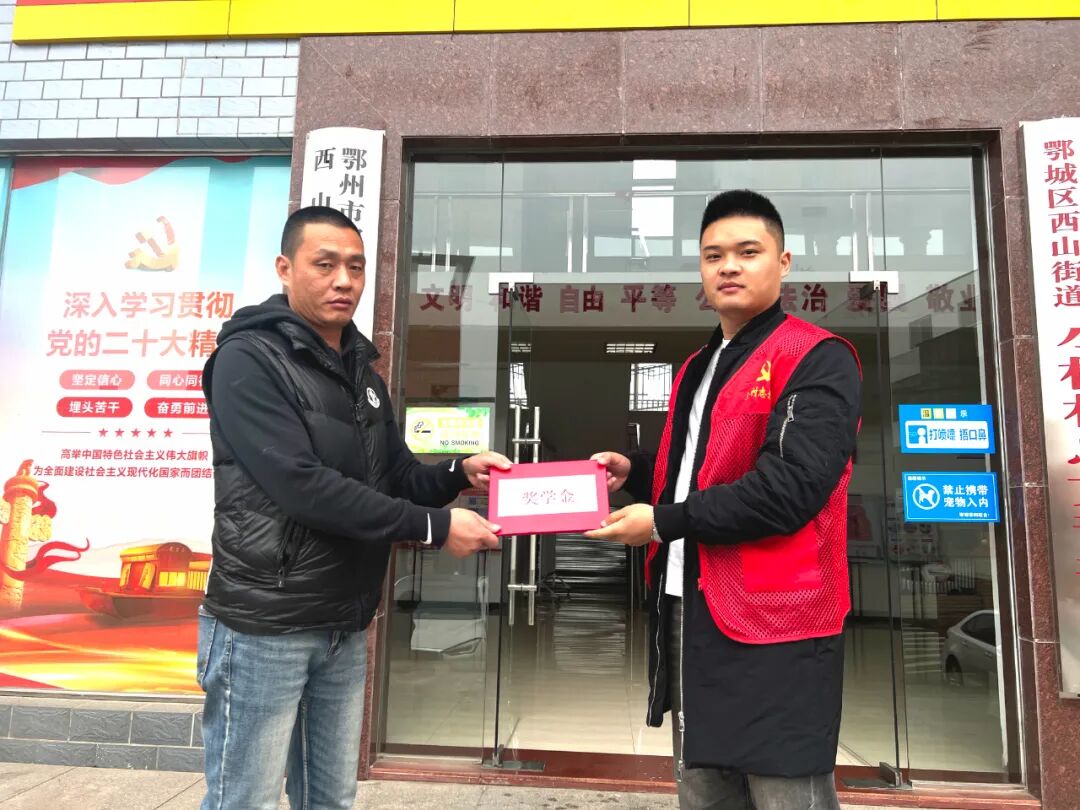 深入学习贯彻
党的二十大精
坚定信心
同心同
埋头苦干
奋勇前进
高举中国特色社会主义伟大旗帜
为全面建设社会主义现代化国家而团结
鄂州市
西山
文明 和谐 自由 平等 公 法治 爱 敬业
NO SMOKING
奖学金
打喷嚏 捂口鼻
禁止携带
宠物入内
鄂城区西山街道